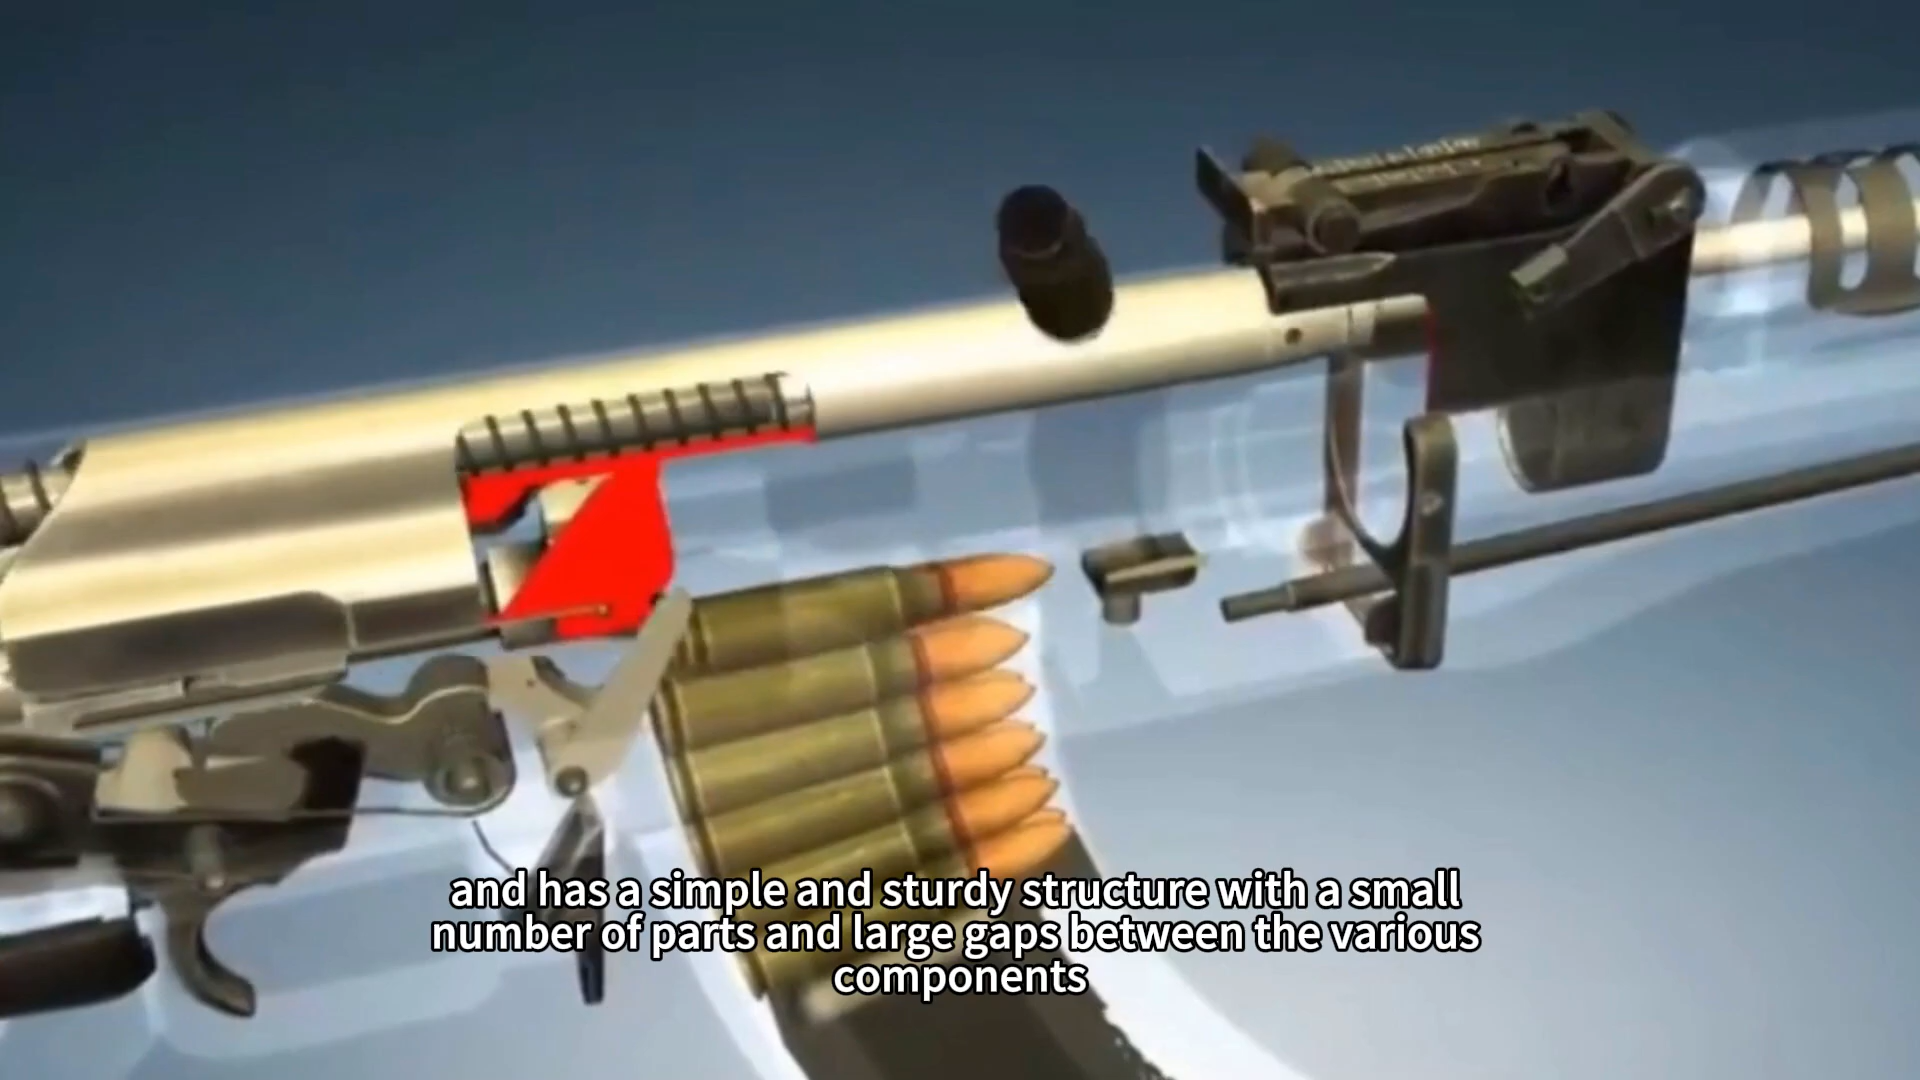 and has a simple and sturdy structure with a small
number of parts and large gaps between the various
components